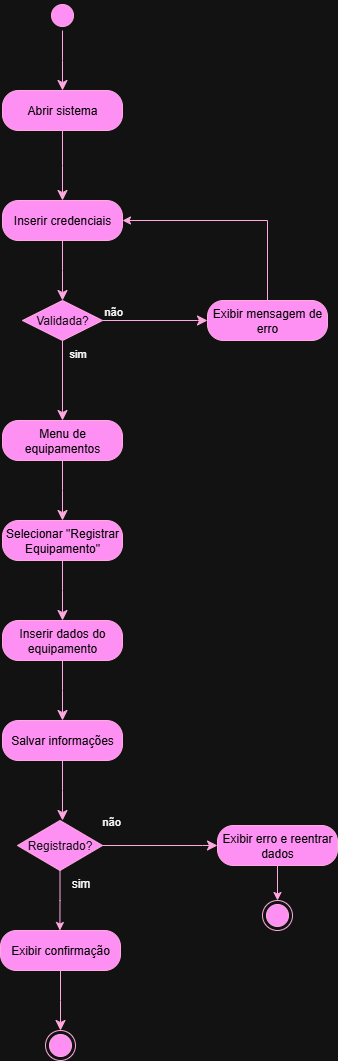 Abrir sistema
Inserir credenciais
Validada?
não
Exibir mensagem de
erro
sim
Menu de
equipamentos
Selecionar "Registrar
Equipamento"
Inserir dados do
equipamento
Salvar informações
Registrado?
não
Exibir erro e reentrar
dados
sim
Exibir confirmação